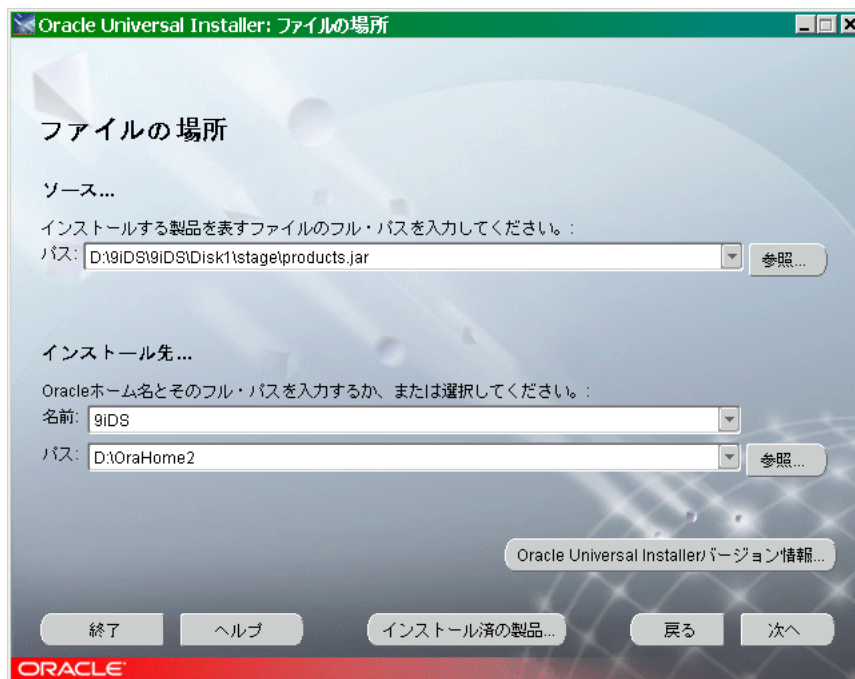 Oracle Universal Installer: ファイルの場所
ファイルの場所
ソース...
インストールする製品を表すファイルのフル・パスを入力してください。:
パス: D:\9iDS\9iDS\Disk1\stage\products.jar 参照...
インストール先...
Oracleホーム名とそのフル・パスを入力するか、または選択してください。:
名前: 9iDS
パス: D:\OraHome2 参照...
Oracle Universal Installerバージョン情報...
終了 ヘルプ インストール済の製品... 戻る 次へ
ORACLE